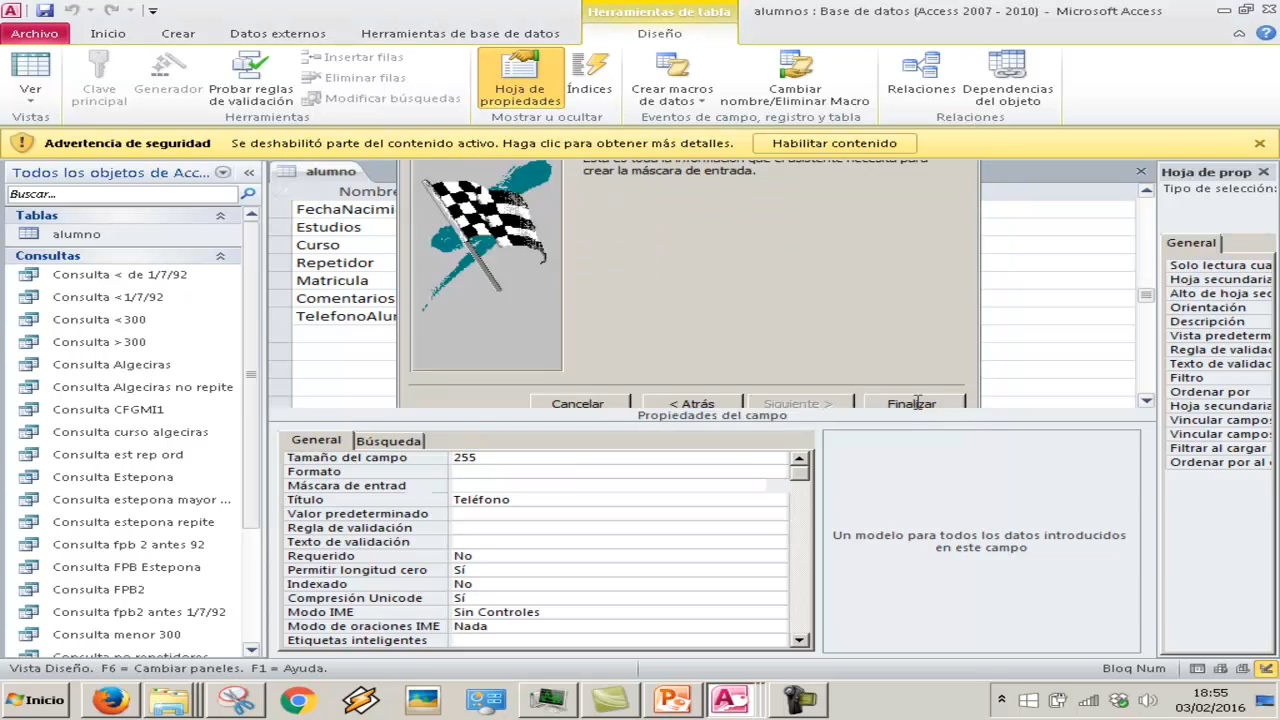 Herramientas de tabla
alumnos : Base de datos (Access 2007 - 2010) - Microsoft Access
Archivo
Inicio
Crear
Datos externos
Herramientas de base de datos
Diseño
Ver
Clave principal
Generador
Probar reglas de validación
Insertar filas
Eliminar filas
Modificar búsquedas
Hoja de propiedades
Índices
Crear macros de datos
Cambiar nombre/Eliminar Macro
Relaciones
Dependencias del objeto
Vistas
Herramientas
Mostrar u ocultar
Eventos de campo, registro y tabla
Relaciones
Advertencia de seguridad
Se deshabilitó parte del contenido activo. Haga clic para obtener más detalles.
Habilitar contenido
Todos los objetos de Acc...
Buscar...
Tablas
alumno
Consultas
Consulta < de 1/7/92
Consulta <1/7/92
Consulta <300
Consulta >300
Consulta Algeciras
Consulta Algeciras no repite
Consulta CFGMI1
Consulta curso algeciras
Consulta est rep ord
Consulta Estepona
Consulta estepona mayor ...
Consulta estepona repite
Consulta fpb 2 antes 92
Consulta FPB Estepona
Consulta FPB2
Consulta fpb2 antes 1/7/92
Consulta menor 300
Consulta no repetidores
alumno
Nombre
FechaNacimi
Estudios
Curso
Repetidor
Matricula
Comentarios
TelefonoAlu
Esta es toda la información que el asistente necesita para
crear la máscara de entrada.
Cancelar
< Atrás
Siguiente >
Finalizar
Propiedades del campo
General
Búsqueda
Tamaño del campo 255
Formato
Máscara de entrad
Título Teléfono
Valor predeterminado
Regla de validación
Texto de validación
Requerido No
Permitir longitud cero Sí
Indexado No
Compresión Unicode Sí
Modo IME Sin Controles
Modo de oraciones IME Nada
Etiquetas inteligentes
Un modelo para todos los datos introducidos
en este campo
Hoja de prop
Tipo de selección:
General
Solo lectura cua
Hoja secundaria
Alto de hoja sec
Orientación
Descripción
Vista predeterm
Regla de validac
Texto de validac
Filtro
Ordenar por
Hoja secundaria
Vincular campo
Vincular campo
Filtrar al cargar
Ordenar por al
Vista Diseño. F6 = Cambiar paneles. F1 = Ayuda.
Bloq Num
Inicio
18:55
03/02/2016